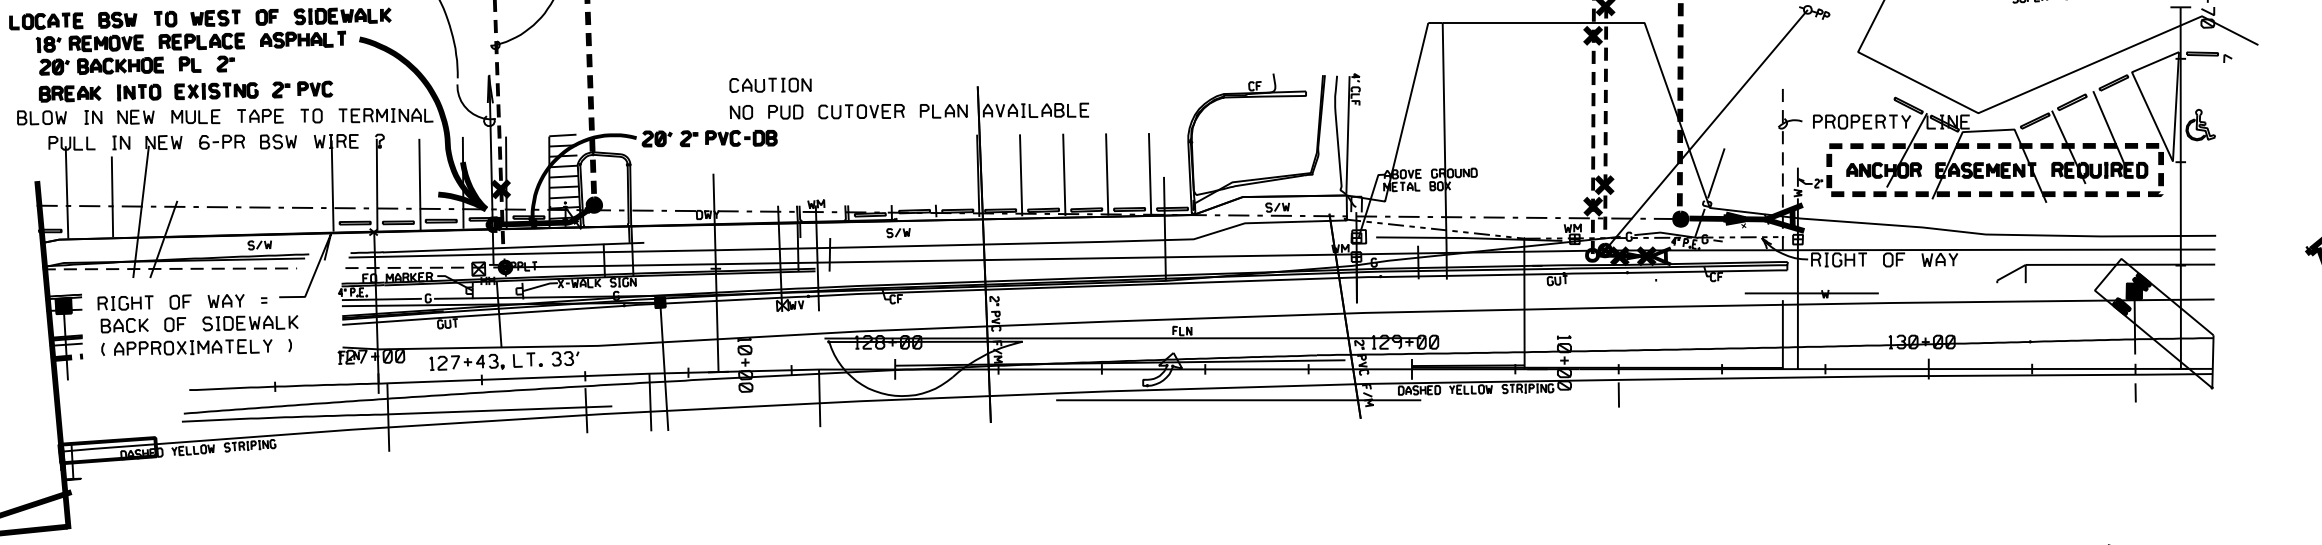 LOCATE BSW TO WEST OF SIDEWALK
18' REMOVE REPLACE ASPHALT
20' BACKHOE PL 2"
BREAK INTO EXISTNG 2" PVC
BLOW IN NEW MULE TAPE TO TERMINAL
PULL IN NEW 6-PR BSW WIRE ?
CAUTION
NO PUD CUTOVER PLAN AVAILABLE
20' 2" PVC-DB
CF
4' CLF
PP
70
PROPERTY LINE
ANCHOR EASEMENT REQUIRED
ABOVE GROUND
METAL BOX
2"
W
DWY
WM
S/W
S/W
S/W
WM
WM
G
G
G
4" P.E.
RIGHT OF WAY
PPLT
FO MARKER
MM
X-WALK SIGN
4" P.E.
G
G
G
CF
CF
WV
GUT
GUT
W
RIGHT OF WAY =
BACK OF SIDEWALK
( APPROXIMATELY )
2" PVC F/M
2" PVC F/M
FLN
127+00
127+43, LT. 33'
10+00
128+00
129+00
10+00
130+00
DASHED YELLOW STRIPING
DASHED YELLOW STRIPING